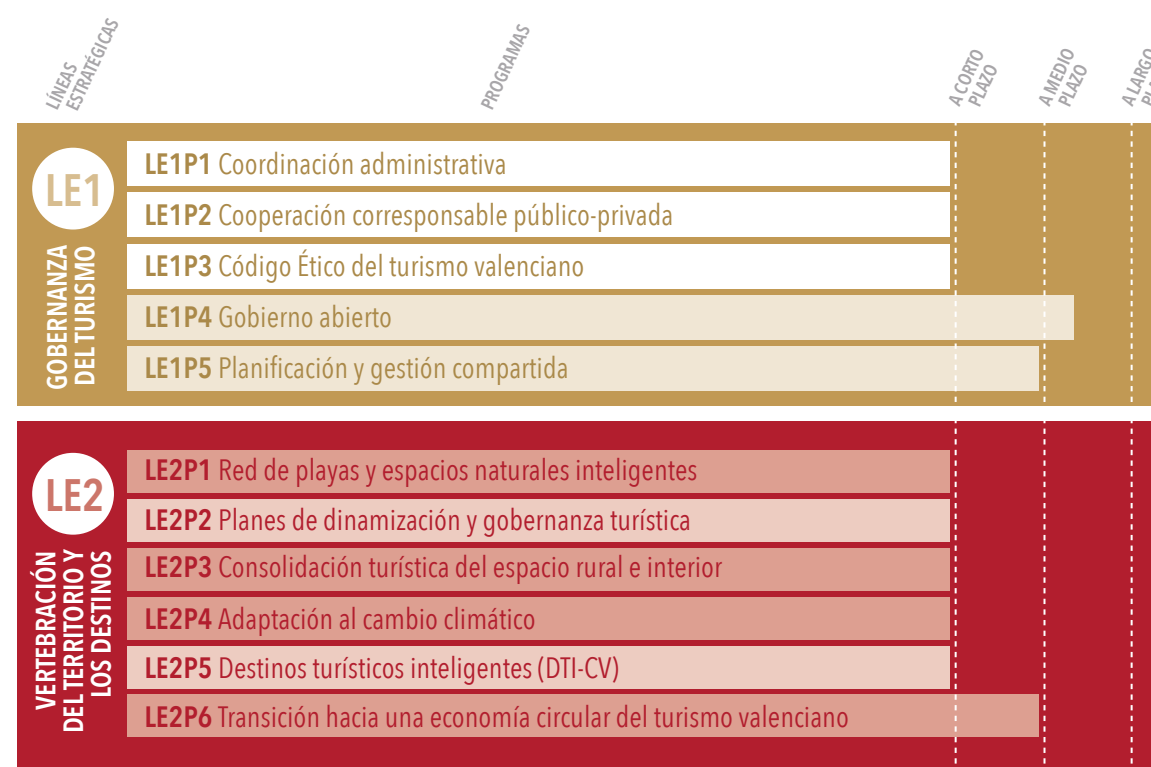 LÍNEAS
ESTRATÉGICAS
PROGRAMAS
A CORTO
PLAZO
A MEDIO
PLAZO
A LARGO
LE1
GOBERNANZA
DEL TURISMO
LE1P1 Coordinación administrativa
LE1P2 Cooperación corresponsable público-privada
LE1P3 Código Ético del turismo valenciano
LE1P4 Gobierno abierto
LE1P5 Planificación y gestión compartida
LE2
VERTEBRACIÓN
DEL TERRITORIO Y
LOS DESTINOS
LE2P1 Red de playas y espacios naturales inteligentes
LE2P2 Planes de dinamización y gobernanza turística
LE2P3 Consolidación turística del espacio rural e interior
LE2P4 Adaptación al cambio climático
LE2P5 Destinos turísticos inteligentes (DTI-CV)
LE2P6 Transición hacia una economía circular del turismo valenciano